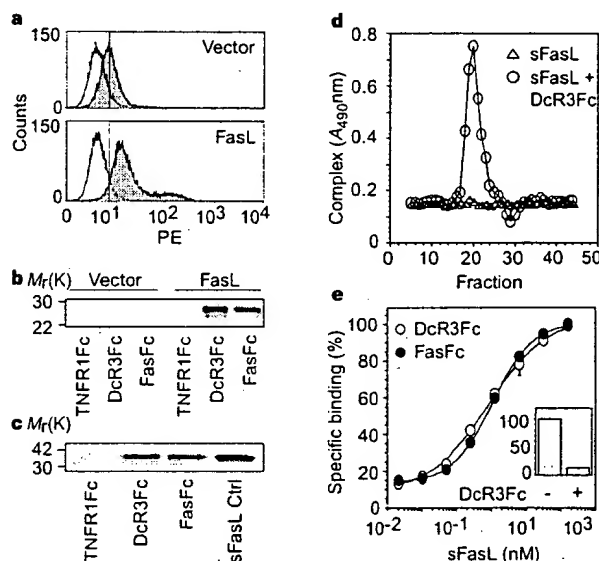 a
150
Vector
0
Counts
150
FasL
0
0 10¹ 10² 10³ 10⁴
PE
b Mr(K) Vector FasL
30
22
TNFR1Fc
DcR3Fc
FasFc
TNFR1Fc
DcR3Fc
FasFc
c Mr(K)
42
30
TNFR1Fc
DcR3Fc
FasFc
sFasL Ctrl
d
Complex (A490nm)
0.8
0.6
0.4
0.2
0
sFasL
sFasL +
DcR3Fc
10 20 30 40 50
Fraction
e
Specific binding (%)
100
80
60
40
20
0
DcR3Fc
FasFc
100
50
0
DcR3Fc - +
10⁻² 10⁻¹ 10¹ 10³
sFasL (nM)